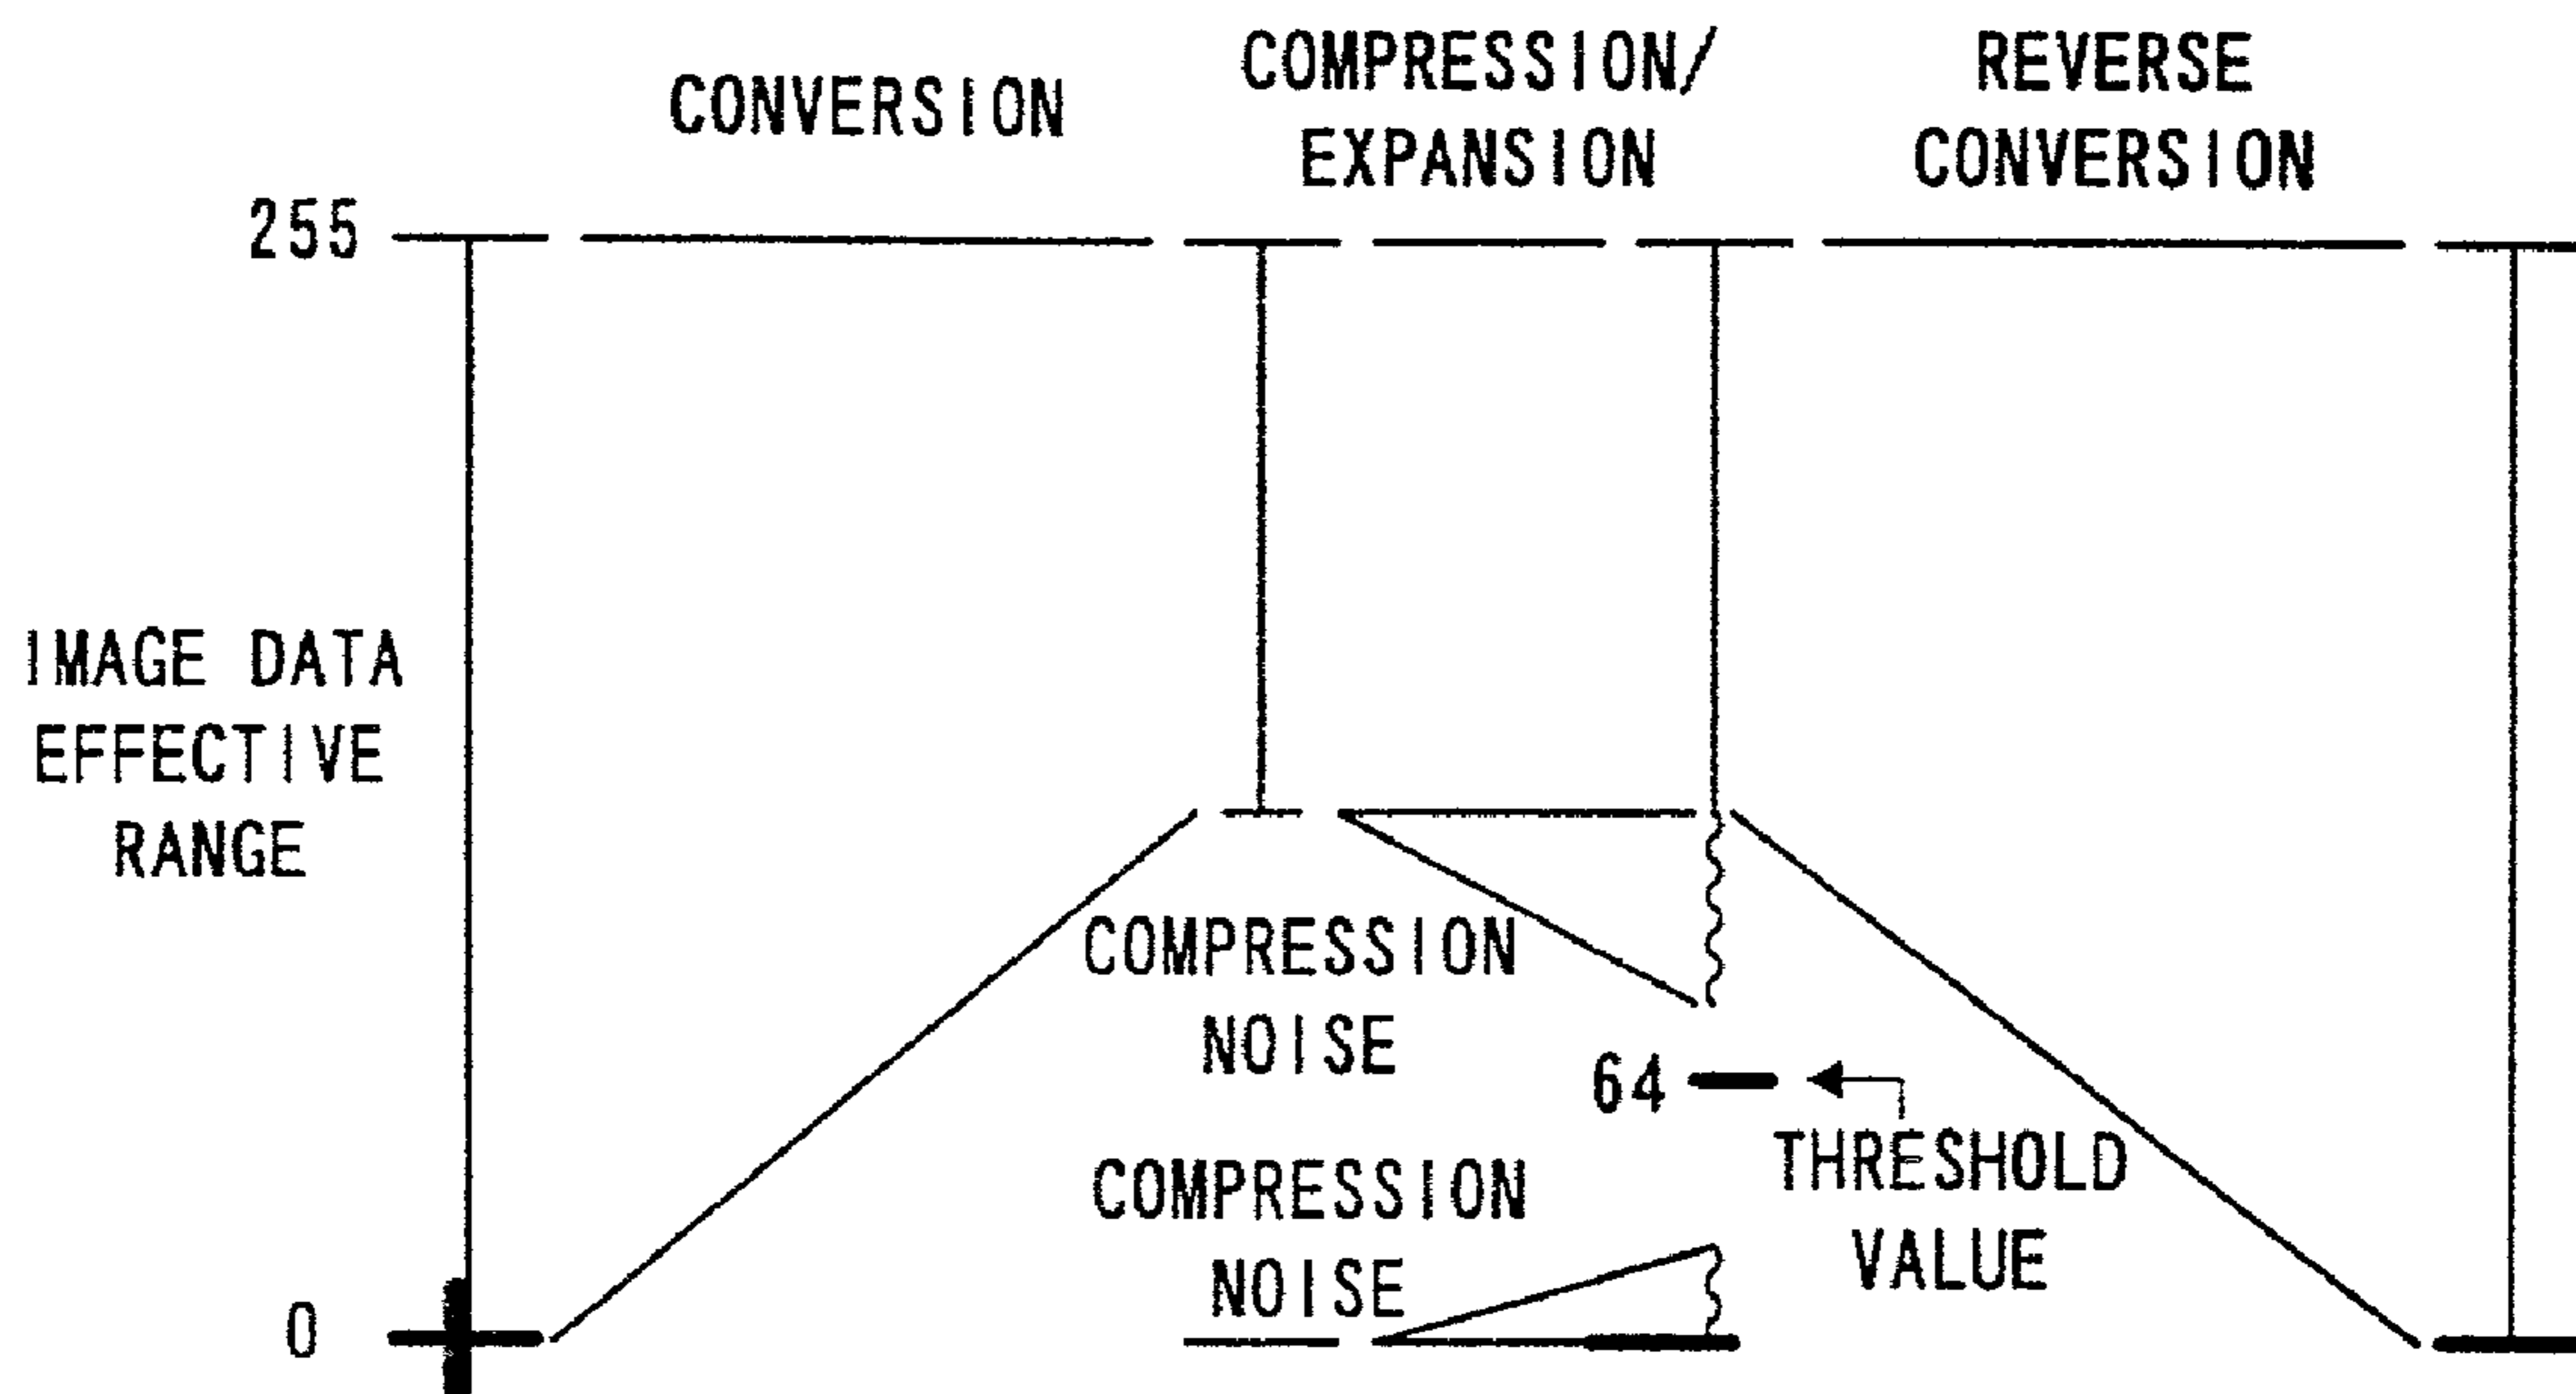 CONVERSION
COMPRESSION/
EXPANSION
REVERSE
CONVERSION
255
IMAGE DATA
EFFECTIVE
RANGE
COMPRESSION
NOISE
64
THRESHOLD
VALUE
COMPRESSION
NOISE
0